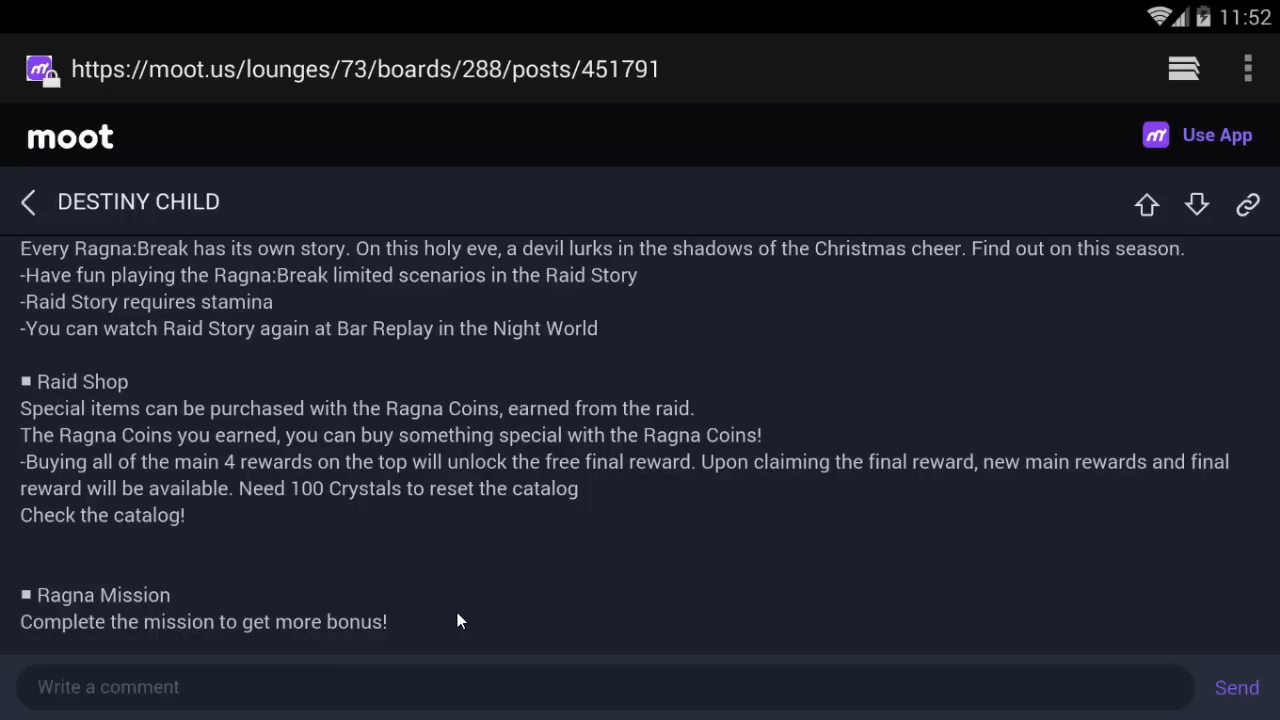 11:52
https://moot.us/lounges/73/boards/288/posts/451791
moot
Use App
DESTINY CHILD
Every Ragna:Break has its own story. On this holy eve, a devil lurks in the shadows of the Christmas cheer. Find out on this season.
-Have fun playing the Ragna:Break limited scenarios in the Raid Story
-Raid Story requires stamina
-You can watch Raid Story again at Bar Replay in the Night World
■ Raid Shop
Special items can be purchased with the Ragna Coins, earned from the raid.
The Ragna Coins you earned, you can buy something special with the Ragna Coins!
-Buying all of the main 4 rewards on the top will unlock the free final reward. Upon claiming the final reward, new main rewards and final
reward will be available. Need 100 Crystals to reset the catalog
Check the catalog!
■ Ragna Mission
Complete the mission to get more bonus!
Write a comment
Send